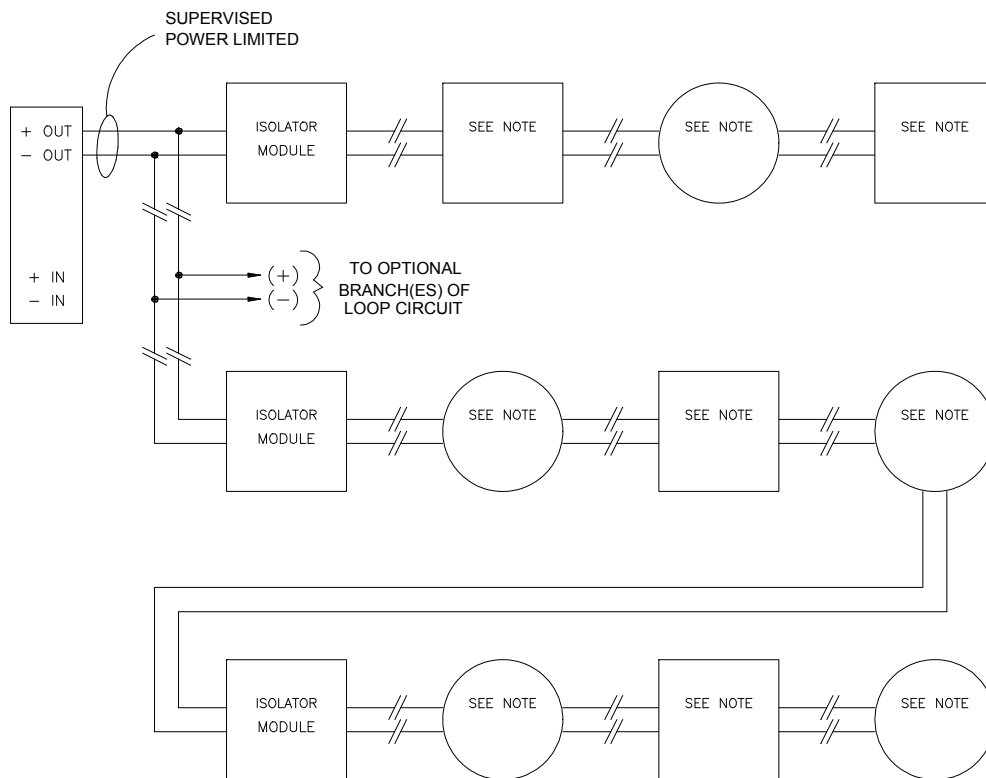 SUPERVISED
POWER LIMITED
+ OUT
− OUT
+ IN
− IN
ISOLATOR
MODULE
SEE NOTE
SEE NOTE
SEE NOTE
(+)
(−)
TO OPTIONAL
BRANCH(ES) OF
LOOP CIRCUIT
ISOLATOR
MODULE
SEE NOTE
SEE NOTE
SEE NOTE
ISOLATOR
MODULE
SEE NOTE
SEE NOTE
SEE NOTE